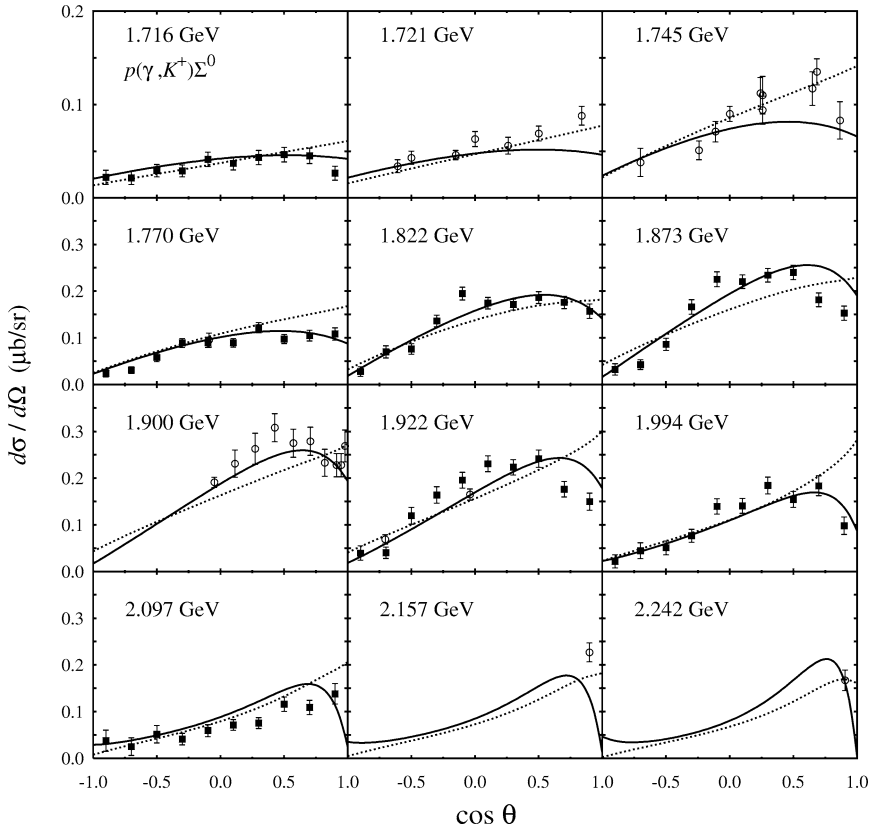 0.2
0.1
0.0
1.716 GeV
p(γ,K⁺)Σ⁰
1.721 GeV
1.745 GeV
0.3
0.2
0.1
0.0
1.770 GeV
1.822 GeV
1.873 GeV
dσ / dΩ (μb/sr)
0.3
0.2
0.1
0.0
1.900 GeV
1.922 GeV
1.994 GeV
0.3
0.2
0.1
0.0
2.097 GeV
2.157 GeV
2.242 GeV
-1.0 -0.5 0.0 0.5 1.0 -0.5 0.0 0.5 1.0 -0.5 0.0 0.5 1.0
cos θ